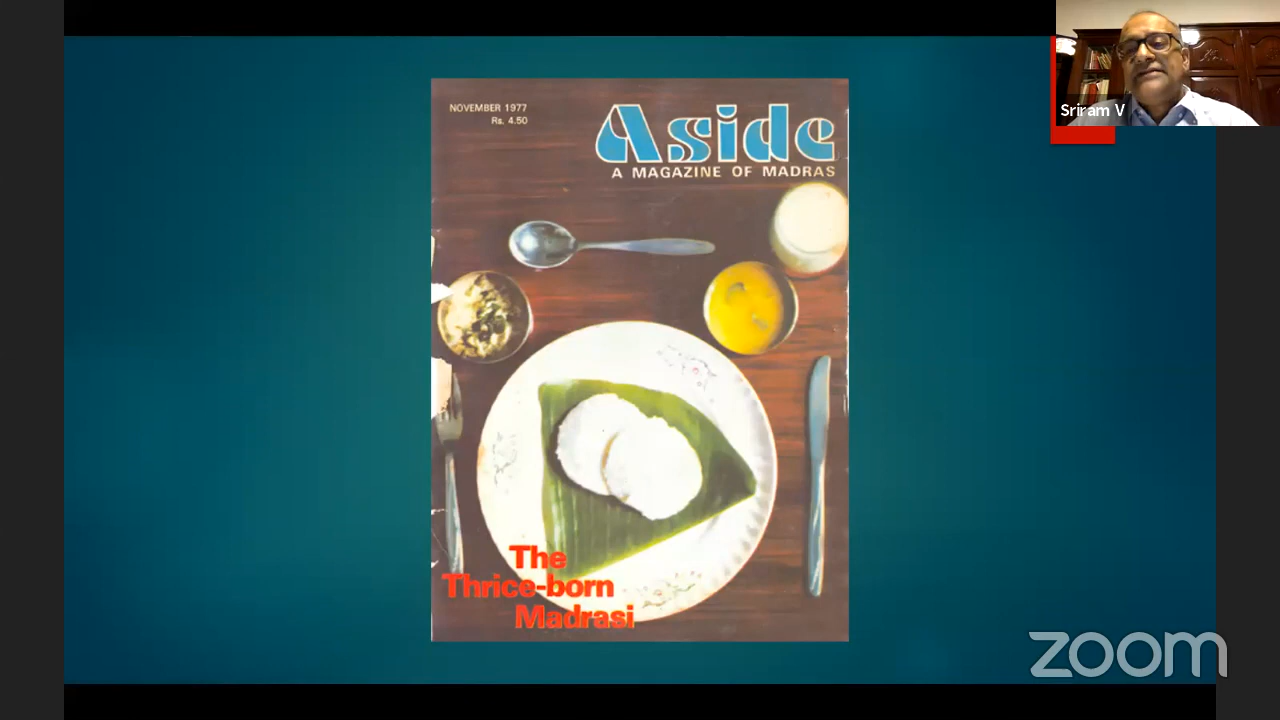 NOVEMBER 1977
Rs. 4.50
Aside
A MAGAZINE OF MADRAS
The
Thrice-born
Madrasi
Sriram V
zoom